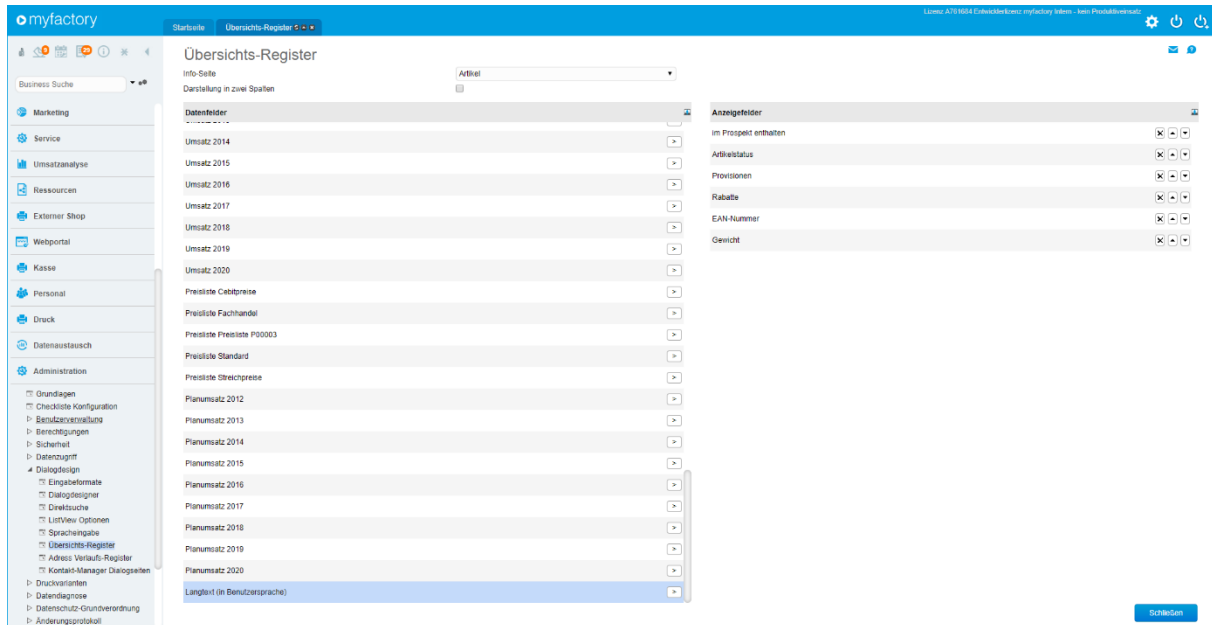 myfactory
Startseite
Übersichts-Register
Lizenz A761664 Entwicklerlizenz myfactory Intern - kein Produktiveinsatz
Business Suche
Marketing
Service
Umsatzanalyse
Ressourcen
Externer Shop
Webportal
Kasse
Personal
Druck
Datenaustausch
Administration
Grundlagen
Checkliste Konfiguration
Benutzerverwaltung
Berechtigungen
Sicherheit
Datenzugriff
Dialogdesign
Eingabeformate
Dialogdesigner
Direktsuche
ListView Optionen
Spracheingabe
Übersichts-Register
Adress Verlaufs-Register
Kontakt-Manager Dialogseiten
Druckvarianten
Datendiagnose
Datenschutz-Grundverordnung
Änderungsprotokoll
Übersichts-Register
Info-Seite
Artikel
Darstellung in zwei Spalten
Datenfelder
Umsatz 2014
Umsatz 2015
Umsatz 2016
Umsatz 2017
Umsatz 2018
Umsatz 2019
Umsatz 2020
Preisliste Cebitpreise
Preisliste Fachhandel
Preisliste Preisliste P00003
Preisliste Standard
Preisliste Streichpreise
Planumsatz 2012
Planumsatz 2013
Planumsatz 2014
Planumsatz 2015
Planumsatz 2016
Planumsatz 2017
Planumsatz 2018
Planumsatz 2019
Planumsatz 2020
Langtext (in Benutzersprache)
Anzeigefelder
im Prospekt enthalten
Artikelstatus
Provisionen
Rabatte
EAN-Nummer
Gewicht
Schließen